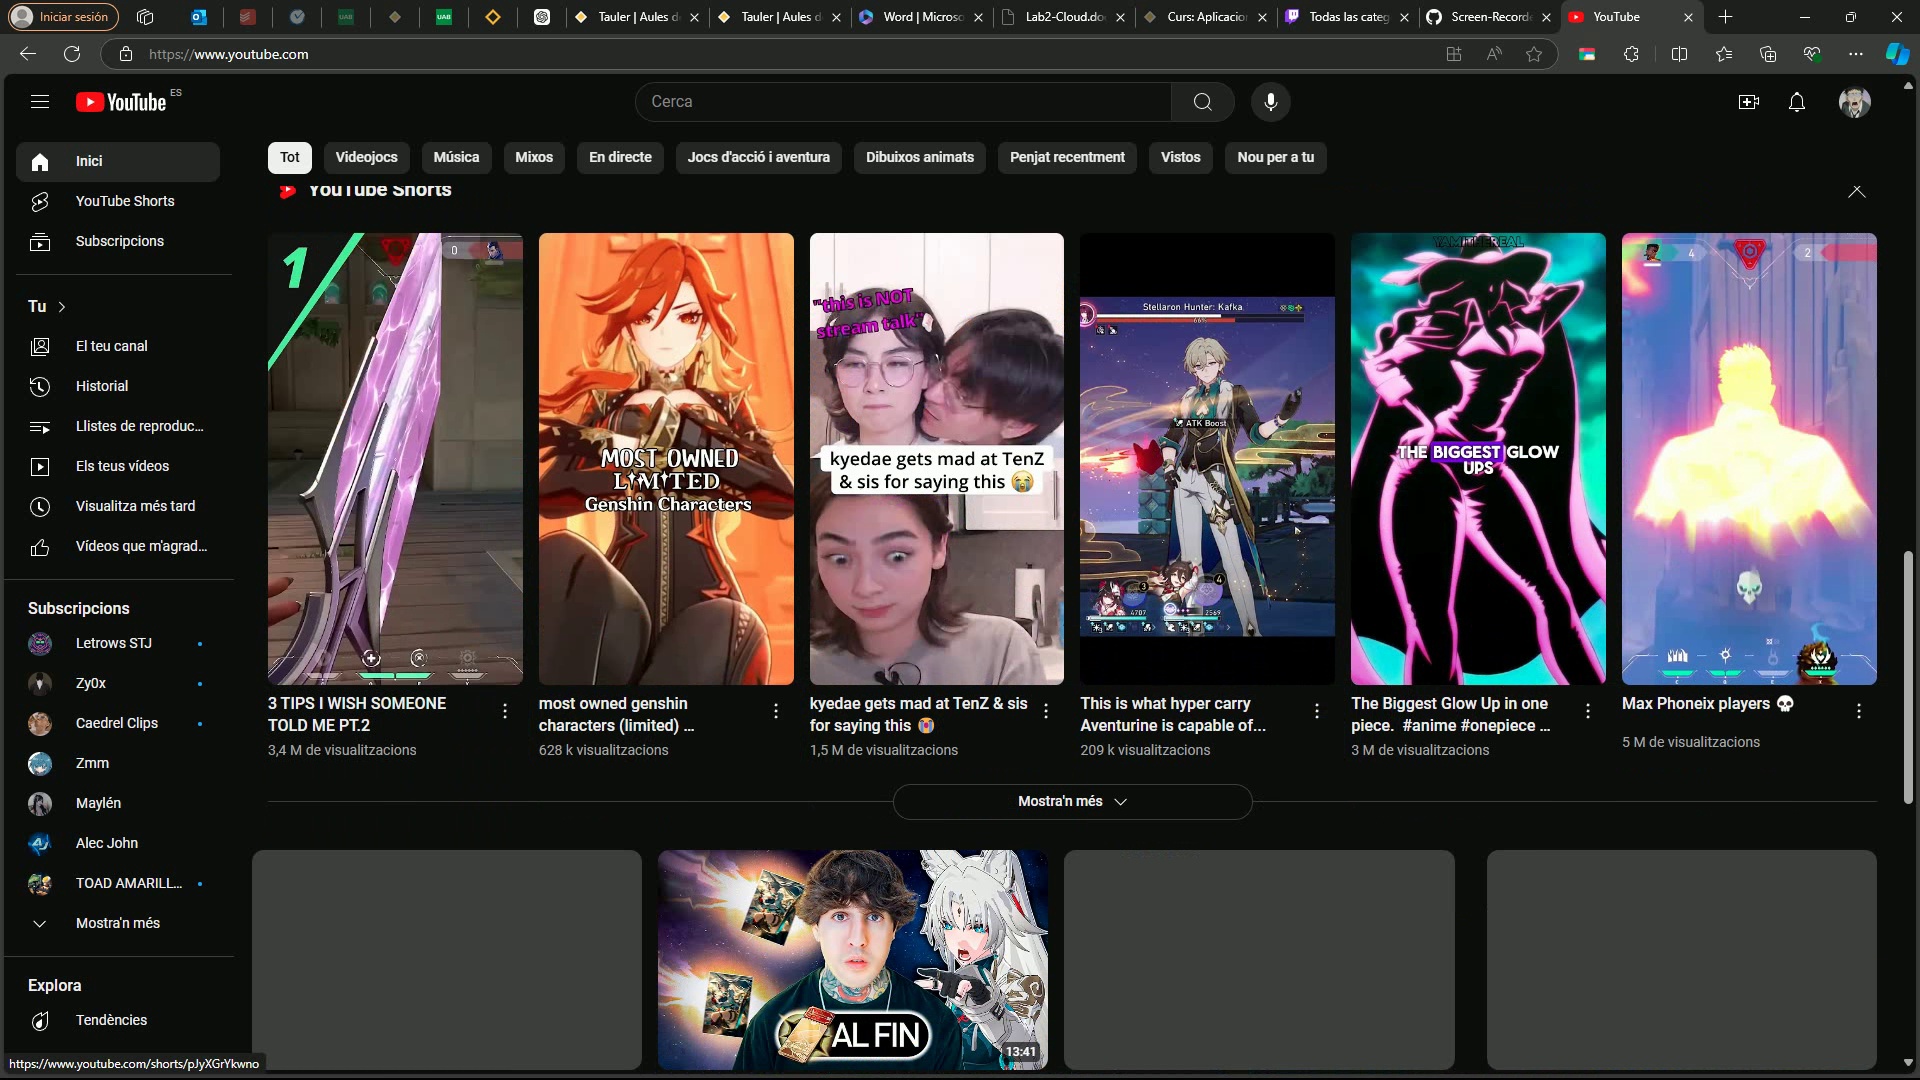 Iniciar sesión
Tauler | Aules de
Tauler | Aules de
Word | Microso
Lab2-Cloud.do
Curs: Aplicacio
Todas las categ
Screen-Recorde
YouTube
https://www.youtube.com
YouTube ES
Cerca
Tot
Videojocs
Música
Mixos
En directe
Jocs d'acció i aventura
Dibuixos animats
Penjat recentment
Vistos
Nou per a tu
Inici
YouTube Shorts
Subscripcions
Tu
El teu canal
Historial
Llistes de reproduc...
Els teus vídeos
Visualitza més tard
Vídeos que m'agrad...
Subscripcions
Letrows STJ
Zy0x
Caedrel Clips
Zmm
Maylén
Alec John
TOAD AMARILL...
Mostra'n més
Explora
Tendències
https://www.youtube.com/shorts/pJyXGrYkwno
YouTube Shorts
1
0
MOST OWNED
LIMITED
Genshin Characters
"this is NOT
stream talk"
kyedae gets mad at TenZ
& sis for saying this 😭
Stellaron Hunter: Kafka
66%
ATK Boost
3
4
4707
2569
YAMITHEREAL
THE BIGGEST GLOW
UPS
4
2
3 TIPS I WISH SOMEONE
TOLD ME PT.2
3,4 M de visualitzacions
most owned genshin
characters (limited) ...
628 k visualitzacions
kyedae gets mad at TenZ & sis
for saying this 😭
1,5 M de visualitzacions
This is what hyper carry
Aventurine is capable of...
209 k visualitzacions
The Biggest Glow Up in one
piece. #anime #onepiece ...
3 M de visualitzacions
Max Phoneix players 💀
5 M de visualitzacions
Mostra'n més
AL FIN
13:41